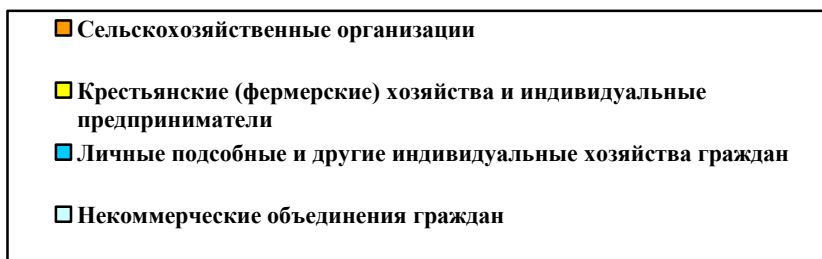 Сельскохозяйственные организации
Крестьянские (фермерские) хозяйства и индивидуальные
предприниматели
Личные подсобные и другие индивидуальные хозяйства граждан
Некоммерческие объединения граждан